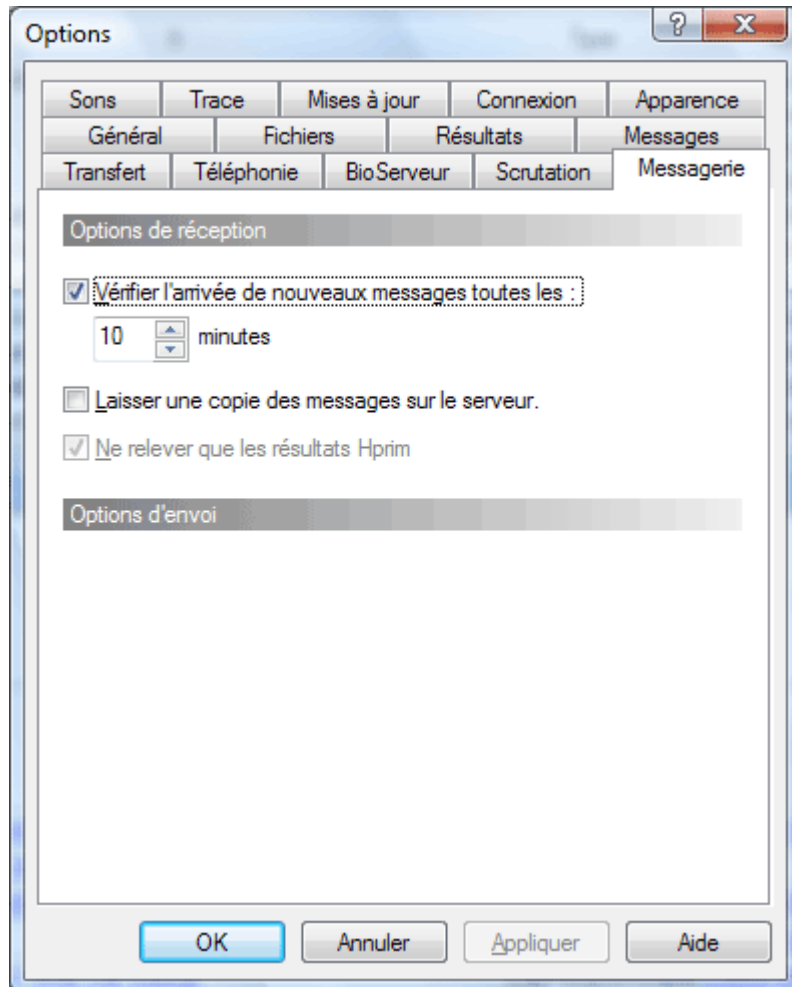 Options
Sons Trace Mises à jour Connexion Apparence
Général Fichiers Résultats Messages
Transfert Téléphonie BioServeur Scrutation Messagerie
Options de réception
Vérifier l'arrivée de nouveaux messages toutes les :
10 minutes
Laisser une copie des messages sur le serveur.
Ne relever que les résultats Hprim
Options d'envoi
OK Annuler Appliquer Aide